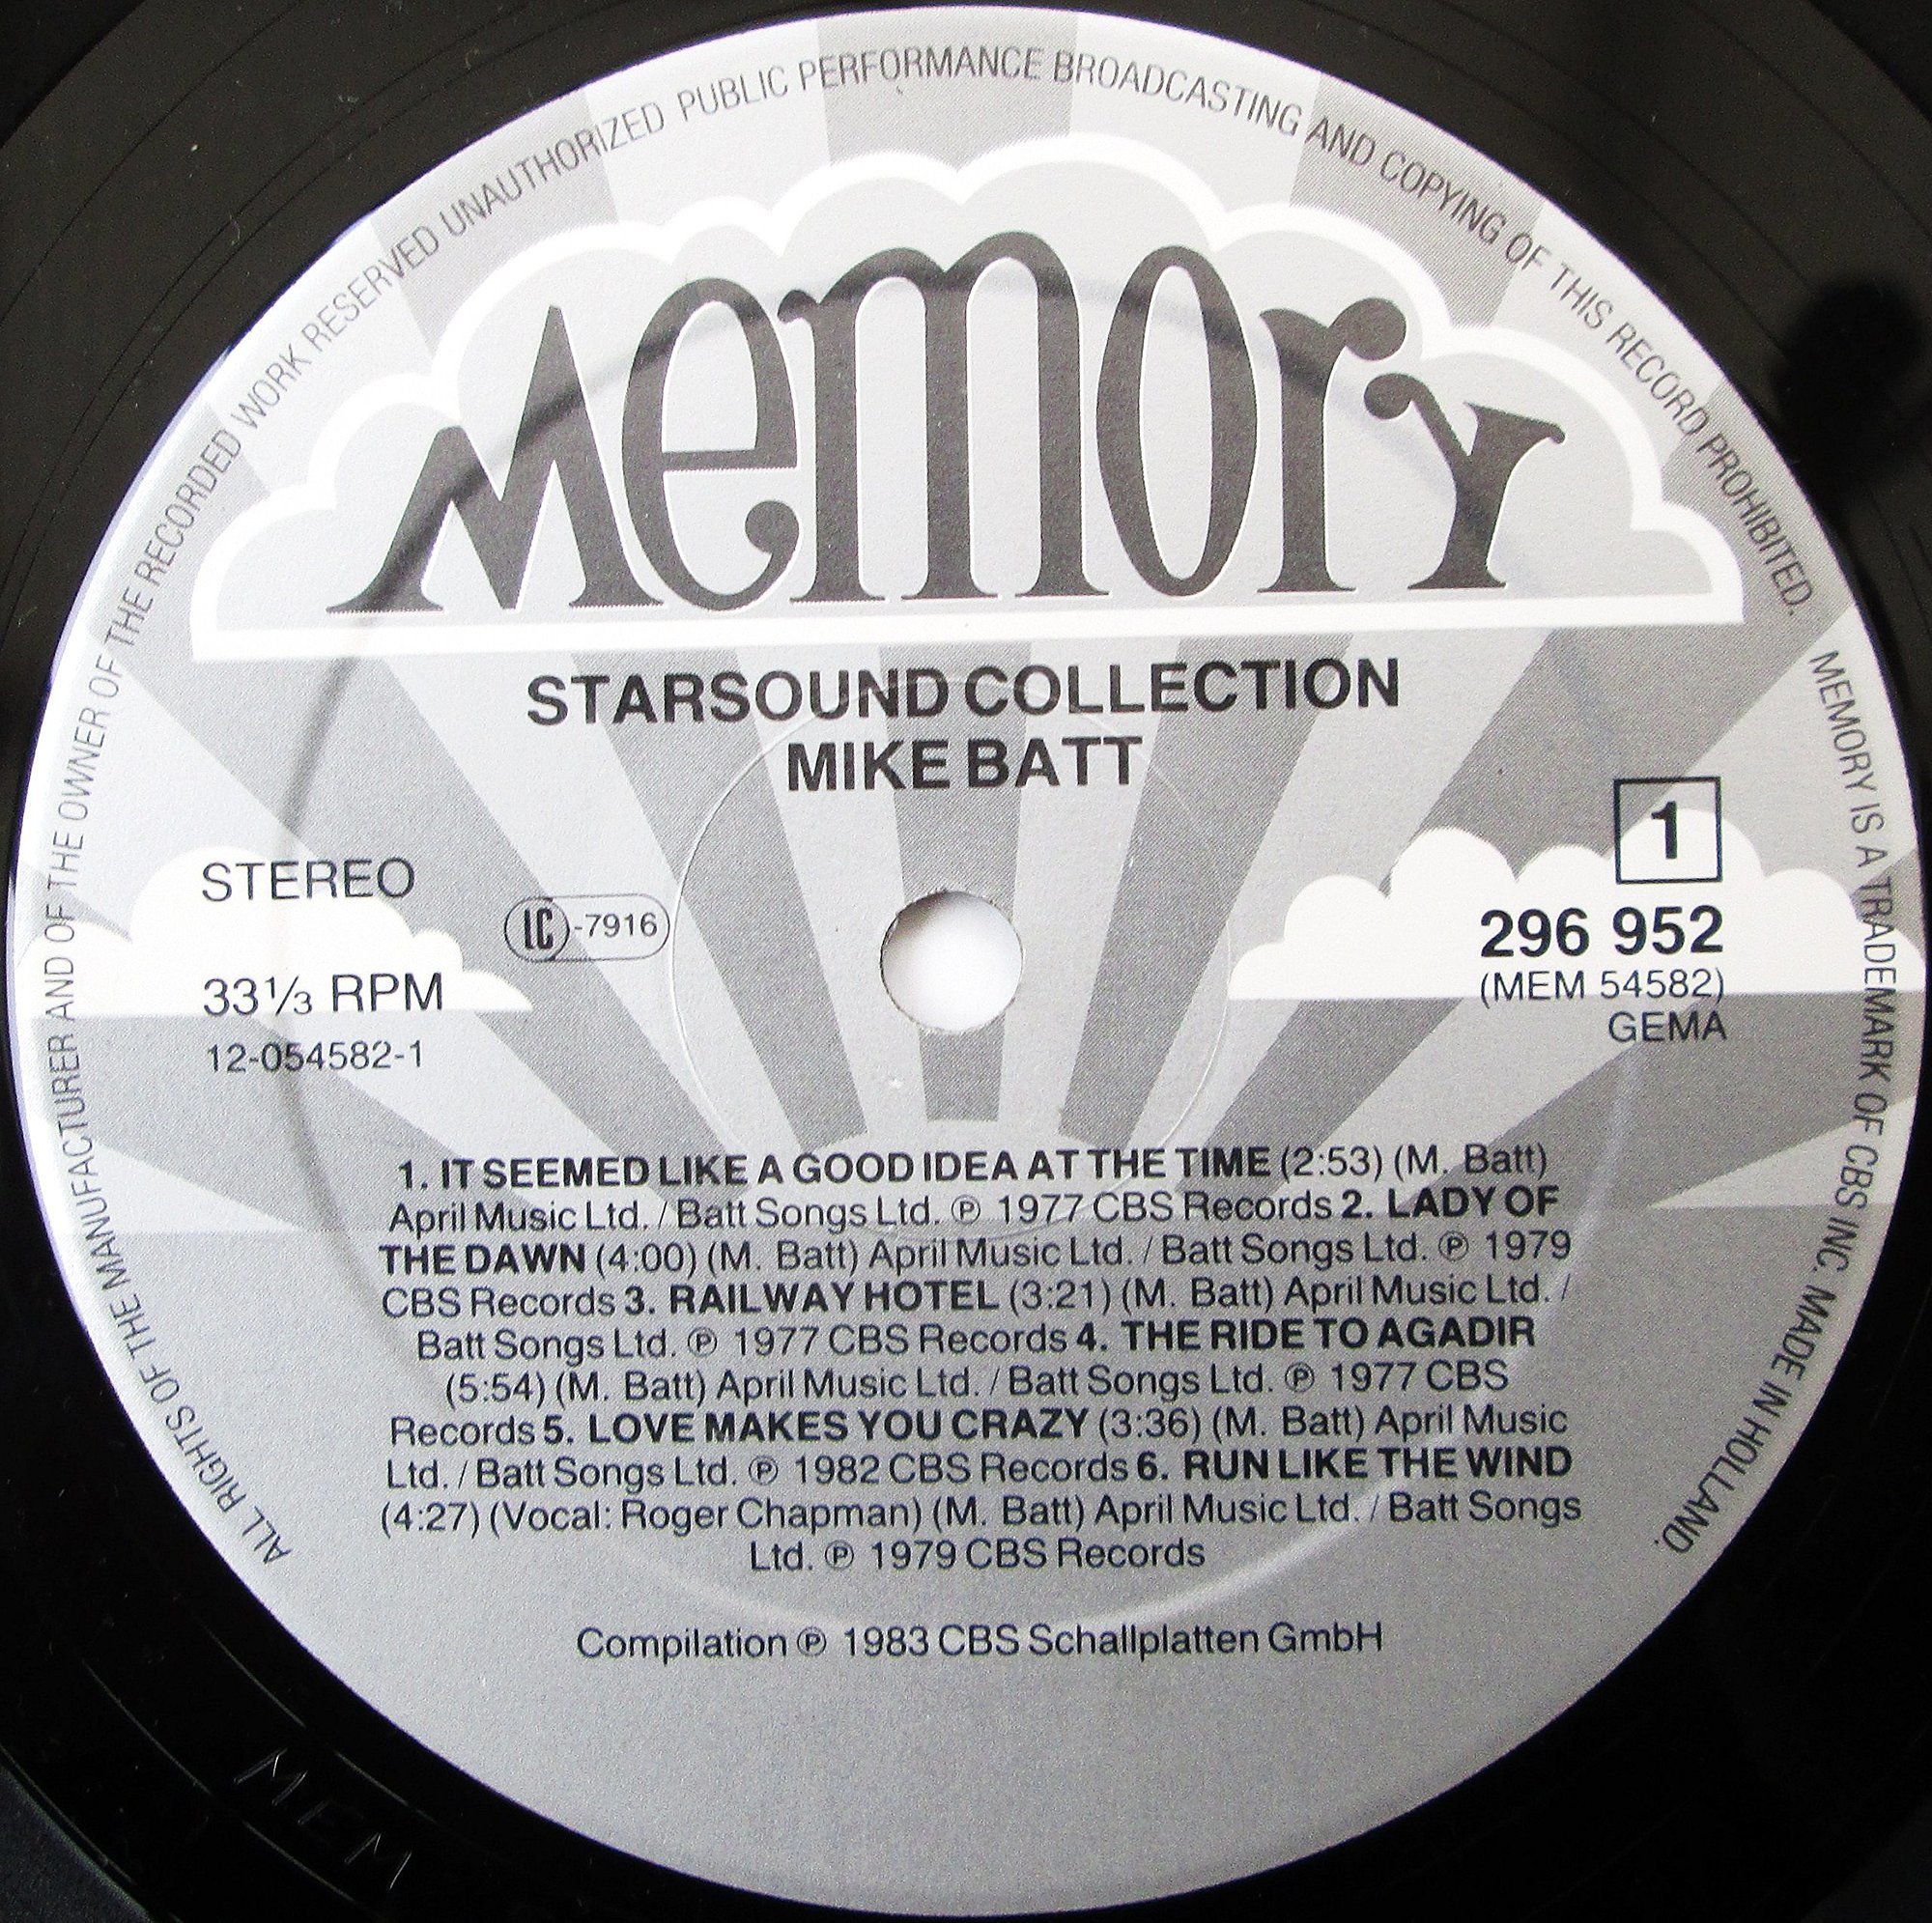 ALL RIGHTS OF THE MANUFACTURER AND OF THE OWNER OF THE RECORDED WORK RESERVED UNAUTHORIZED PUBLIC PERFORMANCE BROADCASTING AND COPYING OF THIS RECORD PROHIBITED.
MEMORY IS A TRADEMARK OF CBS INC. MADE IN HOLLAND.
Memory
STARSOUND COLLECTION
MIKE BATT
1
STEREO
LC-7916
296 952
33⅓ RPM
(MEM 54582)
GEMA
12-054582-1
1. IT SEEMED LIKE A GOOD IDEA AT THE TIME (2:53) (M. Batt)
April Music Ltd. / Batt Songs Ltd. ℗ 1977 CBS Records 2. LADY OF
THE DAWN (4:00) (M. Batt) April Music Ltd. / Batt Songs Ltd. ℗ 1979
CBS Records 3. RAILWAY HOTEL (3:21) (M. Batt) April Music Ltd. /
Batt Songs Ltd. ℗ 1977 CBS Records 4. THE RIDE TO AGADIR
(5:54) (M. Batt) April Music Ltd. / Batt Songs Ltd. ℗ 1977 CBS
Records 5. LOVE MAKES YOU CRAZY (3:36) (M. Batt) April Music
Ltd. / Batt Songs Ltd. ℗ 1982 CBS Records 6. RUN LIKE THE WIND
(4:27) (Vocal: Roger Chapman) (M. Batt) April Music Ltd. / Batt Songs
Ltd. ℗ 1979 CBS Records
Compilation ℗ 1983 CBS Schallplatten GmbH
MEM